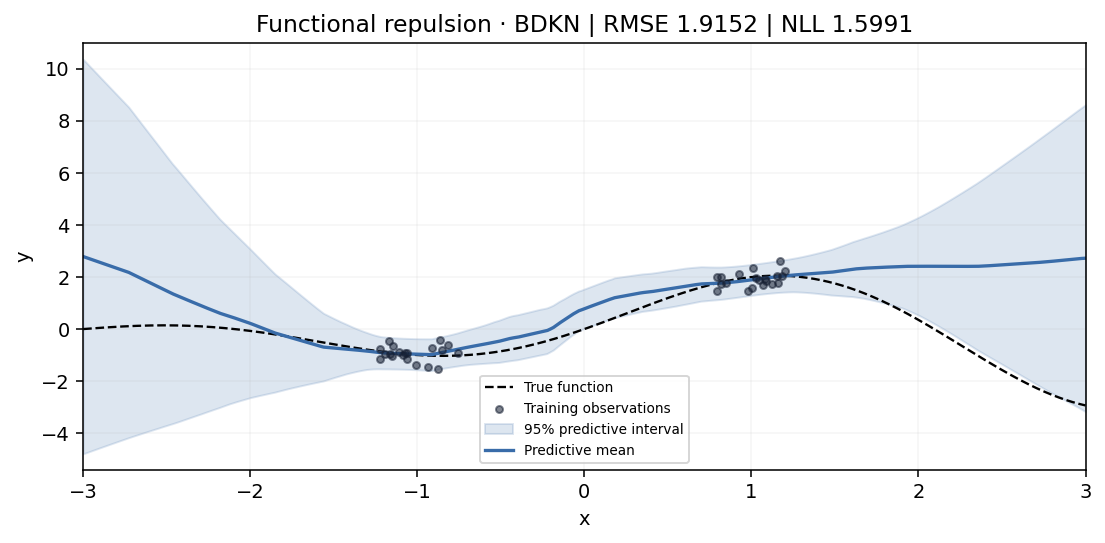 Functional repulsion · BDKN | RMSE 1.9152 | NLL 1.5991
10
8
6
4
2
0
−2
−4
y
True function
Training observations
95% predictive interval
Predictive mean
−3
−2
−1
0
1
2
3
x